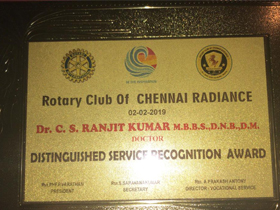 Rotary Club Of CHENNAI RADIANCE
02-02-2019
Dr. C. S. RANJIT KUMAR M.B.B.S.,D.N.B.,D.M.
DOCTOR
DISTINGUISHED SERVICE RECOGNITION AWARD
PRESIDENT
SECRETARY
DIRECTOR - VOCATIONAL SERVICE